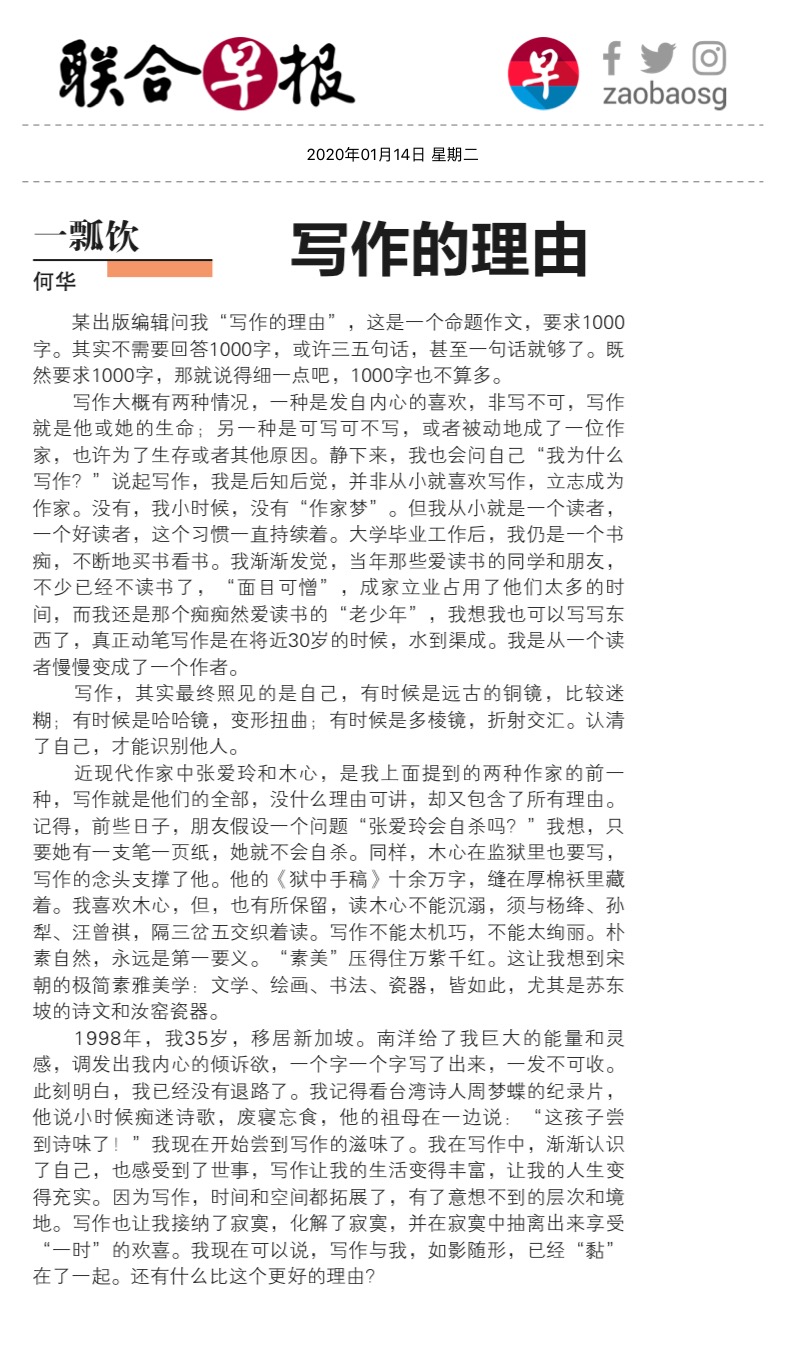 联合早报
早
zaobaosg
2020年01月14日 星期二
一瓢饮
何华
写作的理由
某出版编辑问我“写作的理由”，这是一个命题作文，要求1000
字。其实不需要回答1000字，或许三五句话，甚至一句话就够了。既
然要求1000字，那就说得细一点吧，1000字也不算多。
写作大概有两种情况，一种是发自内心的喜欢，非写不可，写作
就是他或她的生命；另一种是可写可不写，或者被动地成了一位作
家，也许为了生存或者其他原因。静下来，我也会问自己“我为什么
写作？”说起写作，我是后知后觉，并非从小就喜欢写作，立志成为
作家。没有，我小时候，没有“作家梦”。但我从小就是一个读者，
一个好读者，这个习惯一直持续着。大学毕业工作后，我仍是一个书
痴，不断地买书看书。我渐渐发觉，当年那些爱读书的同学和朋友，
不少已经不读书了，“面目可憎”，成家立业占用了他们太多的时
间，而我还是那个痴痴然爱读书的“老少年”，我想我也可以写写东
西了，真正动笔写作是在将近30岁的时候，水到渠成。我是从一个读
者慢慢变成了一个作者。
写作，其实最终照见的是自己，有时候是远古的铜镜，比较迷
糊；有时候是哈哈镜，变形扭曲；有时候是多棱镜，折射交汇。认清
了自己，才能识别他人。
近现代作家中张爱玲和木心，是我上面提到的两种作家的前一
种，写作就是他们的全部，没什么理由可讲，却又包含了所有理由。
记得，前些日子，朋友假设一个问题“张爱玲会自杀吗？”我想，只
要她有一支笔一页纸，她就不会自杀。同样，木心在监狱里也要写，
写作的念头支撑了他。他的《狱中手稿》十余万字，缝在厚棉袄里藏
着。我喜欢木心，但，也有所保留，读木心不能沉溺，须与杨绛、孙
犁、汪曾祺，隔三岔五交织着读。写作不能太机巧，不能太绚丽。朴
素自然，永远是第一要义。“素美”压得住万紫千红。这让我想到宋
朝的极简素雅美学：文学、绘画、书法、瓷器，皆如此，尤其是苏东
坡的诗文和汝窑瓷器。
1998年，我35岁，移居新加坡。南洋给了我巨大的能量和灵
感，调发出我内心的倾诉欲，一个字一个字写了出来，一发不可收。
此刻明白，我已经没有退路了。我记得看台湾诗人周梦蝶的纪录片，
他说小时候痴迷诗歌，废寝忘食，他的祖母在一边说：“这孩子尝
到诗味了！”我现在开始尝到写作的滋味了。我在写作中，渐渐认识
了自己，也感受到了世事，写作让我的生活变得丰富，让我的人生变
得充实。因为写作，时间和空间都拓展了，有了意想不到的层次和境
地。写作也让我接纳了寂寞，化解了寂寞，并在寂寞中抽离出来享受
“一时”的欢喜。我现在可以说，写作与我，如影随形，已经“黏”
在了一起。还有什么比这个更好的理由？